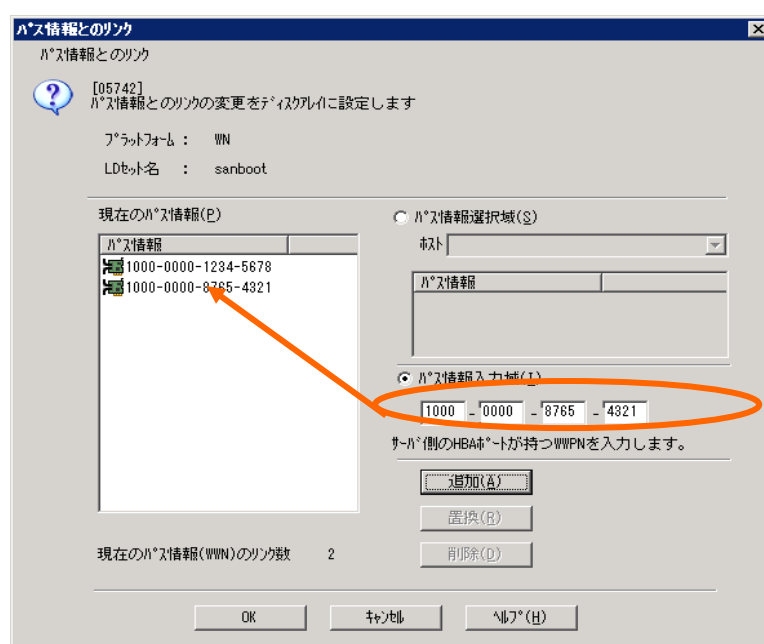 ﾊﾟｽ情報とのﾘﾝｸ
ﾊﾟｽ情報とのﾘﾝｸ
[05742]
ﾊﾟｽ情報とのﾘﾝｸの変更をﾃﾞｨｽｸｱﾚｲに設定します
ﾌﾟﾗｯﾄﾌｫｰﾑ : WN
LDｾｯﾄ名 : sanboot
現在のﾊﾟｽ情報(P)
ﾊﾟｽ情報
1000-0000-1234-5678
1000-0000-8765-4321
現在のﾊﾟｽ情報(WWN)のﾘﾝｸ数 2
ﾊﾟｽ情報選択域(S)
ﾎｽﾄ
ﾊﾟｽ情報
ﾊﾟｽ情報入力域(I)
1000 - 0000 - 8765 - 4321
ｻｰﾊﾞ側のHBAﾎﾟｰﾄが持つWWPNを入力します。
追加(A)
置換(R)
削除(D)
OK ｷｬﾝｾﾙ ﾍﾙﾌﾟ(H)